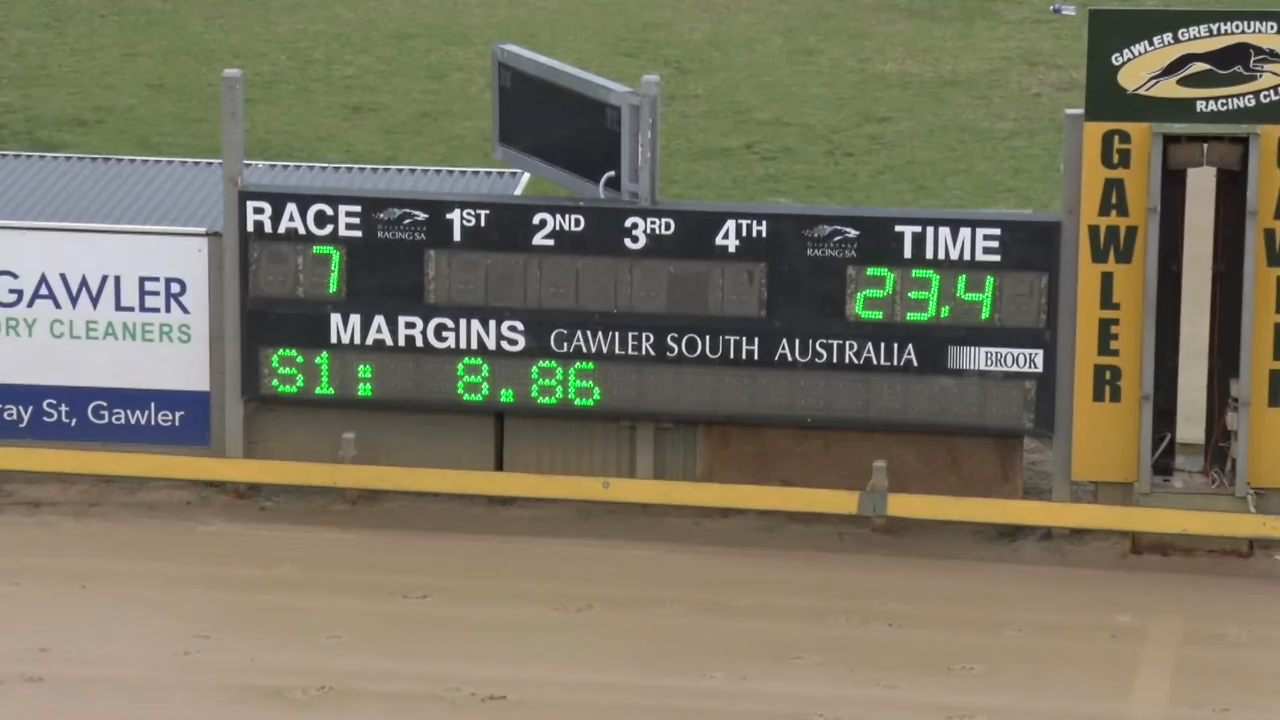 GAWLER GREYHOUND
RACING CL
GAWLER
RACE
Greyhound
RACING SA
1ST 2ND 3RD 4TH
Greyhound
RACING SA
TIME
7
23.4
MARGINS GAWLER SOUTH AUSTRALIA BROOK
S1: 8.86
GAWLER
DRY CLEANERS
ray St, Gawler